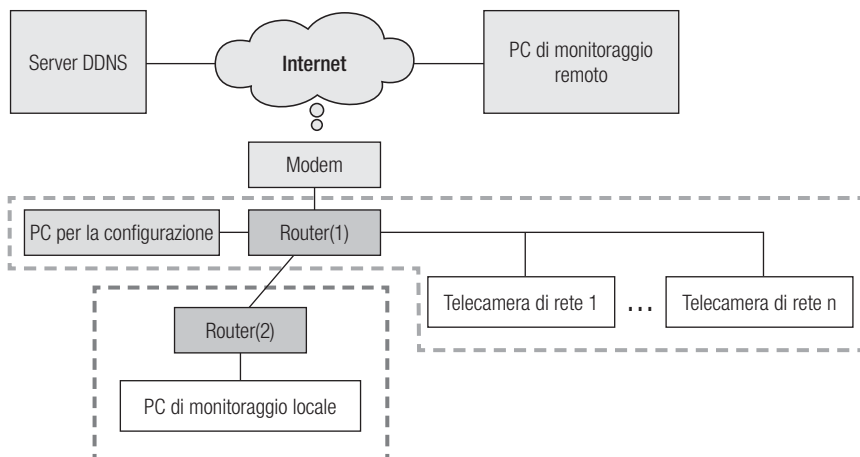 Server DDNS
Internet
PC di monitoraggio
remoto
Modem
PC per la configurazione
Router(1)
Telecamera di rete 1
...
Telecamera di rete n
Router(2)
PC di monitoraggio locale